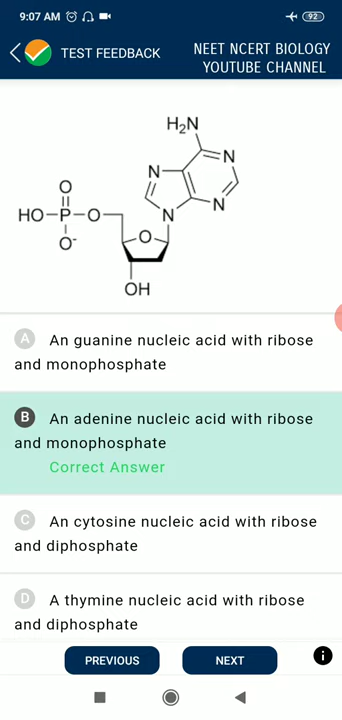 9:07 AM
92
TEST FEEDBACK
NEET NCERT BIOLOGY
YOUTUBE CHANNEL
H₂N
N
N
N
N
O
HO-P-O
O⁻
O
OH
A An guanine nucleic acid with ribose
and monophosphate
B An adenine nucleic acid with ribose
and monophosphate
Correct Answer
C An cytosine nucleic acid with ribose
and diphosphate
D A thymine nucleic acid with ribose
and diphosphate
PREVIOUS
NEXT
i